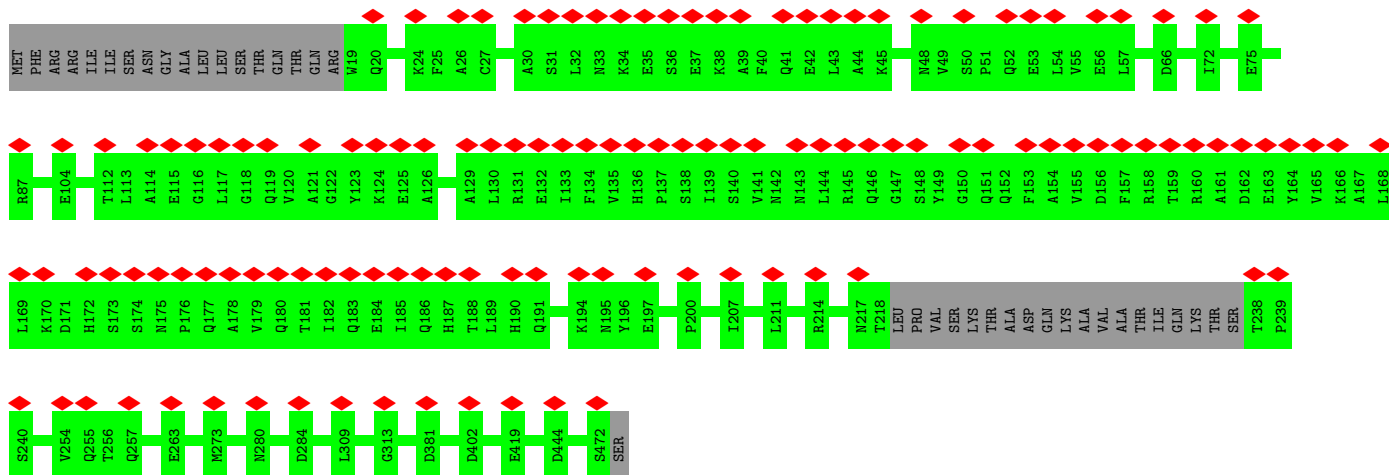 MET PHE ARG ARG ILE ILE SER ASN GLY ALA LEU LEU SER THR GLN THR GLN ARG W19 Q20 K24 F25 A26 C27 A30 S31 L32 N33 K34 E35 S36 E37 K38 A39 F40 Q41 E42 L43 A44 K45 N48 V49 S50 P51 Q52 E53 L54 V55 E56 L57 D66 I72 E75
R87 E104 T112 L113 A114 E115 G116 L117 G118 Q119 V120 A121 G122 Y123 K124 E125 A126 A129 L130 R131 E132 I133 F134 V135 H136 P137 S138 I139 S140 V141 N142 N143 L144 R145 Q146 G147 S148 Y149 G150 Q151 Q152 F153 A154 V155 D156 F157 R158 T159 R160 A161 D162 E163 Y164 V165 K166 A167 L168
L169 K170 D171 H172 S173 S174 N175 P176 Q177 A178 V179 Q180 T181 I182 Q183 E184 I185 Q186 H187 T188 L189 H190 Q191 K194 N195 Y196 E197 P200 I207 L211 R214 N217 T218 LEU PRO VAL SER LYS THR ALA ASP GLN LYS ALA VAL ALA THR ILE GLN LYS THR SER T238 P239
S240 V254 Q255 T256 Q257 E263 M273 N280 D284 L309 G313 D381 D402 E419 D444 S472 SER